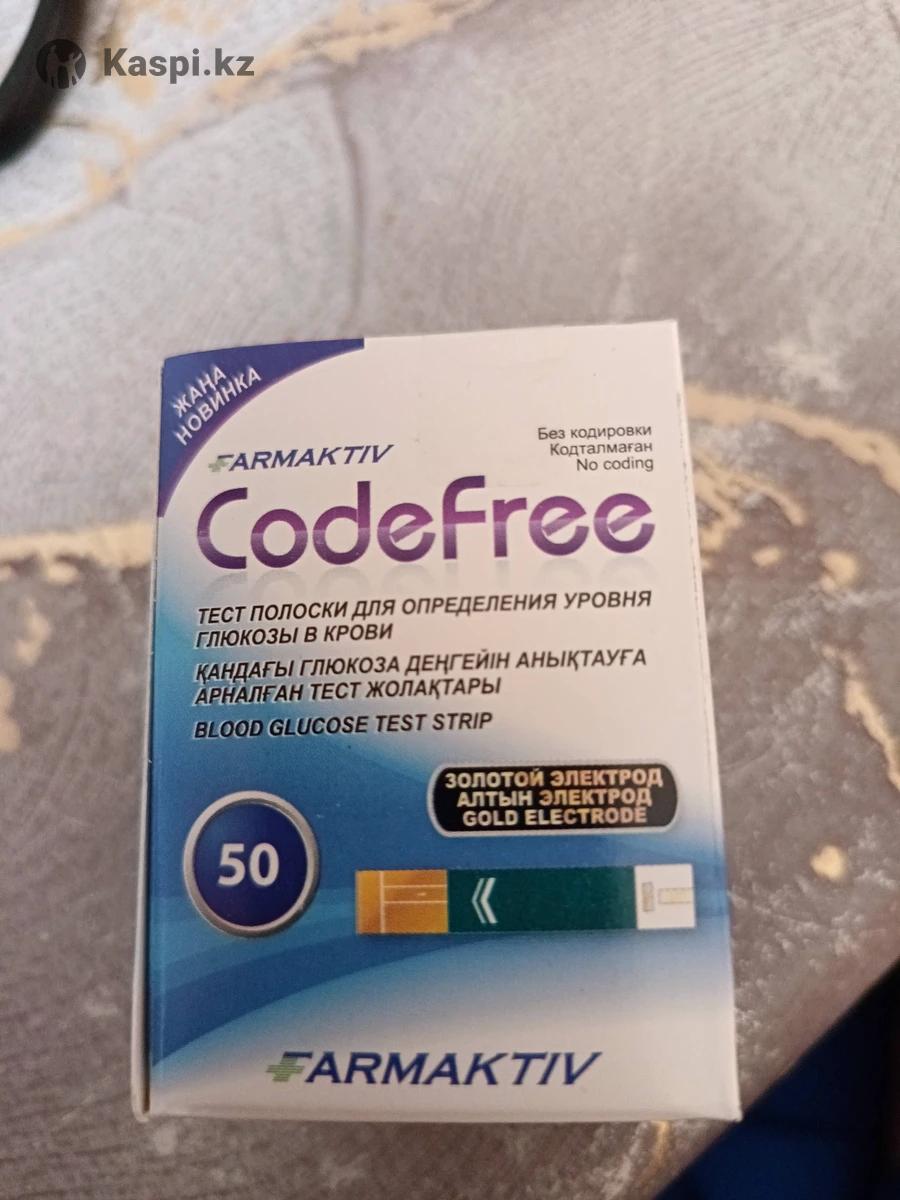 Kaspi.kz
ЖАҢА
НОВИНКА
FARMAKTIV
Без кодировки
Кодталмаған
No coding
CodeFree
ТЕСТ ПОЛОСКИ ДЛЯ ОПРЕДЕЛЕНИЯ УРОВНЯ
ГЛЮКОЗЫ В КРОВИ
ҚАНДАҒЫ ГЛЮКОЗА ДЕҢГЕЙІН АНЫҚТАУҒА
АРНАЛҒАН ТЕСТ ЖОЛАҚТАРЫ
BLOOD GLUCOSE TEST STRIP
ЗОЛОТОЙ ЭЛЕКТРОД
АЛТЫН ЭЛЕКТРОД
GOLD ELECTRODE
50
FARMAKTIV